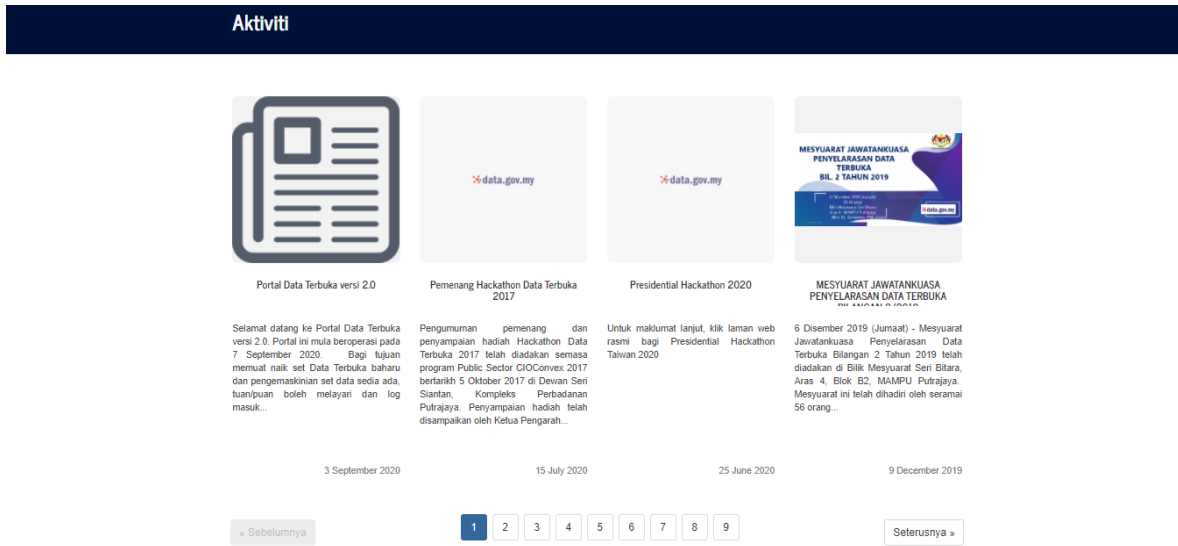 Aktiviti
data.gov.my
data.gov.my
MESYUARAT JAWATANKUASA
PENYELARASAN DATA
TERBUKA
BIL. 2 TAHUN 2019
data.gov.my
Portal Data Terbuka versi 2.0
Selamat datang ke Portal Data Terbuka
versi 2.0. Portal ini mula beroperasi pada
7 September 2020. Bagi tujuan
memuat naik set Data Terbuka baharu
dan pengemaskinian set data sedia ada,
tuan/puan boleh melayari dan log
masuk...
3 September 2020
Pemenang Hackathon Data Terbuka
2017
Pengumuman pemenang dan
penyampaian hadiah Hackathon Data
Terbuka 2017 telah diadakan semasa
program Public Sector CIOConvex 2017
bertarikh 5 Oktober 2017 di Dewan Seri
Siantan, Kompleks Perbadanan
Putrajaya. Penyampaian hadiah telah
disampaikan oleh Ketua Pengarah...
15 July 2020
Presidential Hackathon 2020
Untuk maklumat lanjut, klik laman web
rasmi bagi Presidential Hackathon
Taiwan 2020
25 June 2020
MESYUARAT JAWATANKUASA
PENYELARASAN DATA TERBUKA
6 Disember 2019 (Jumaat) - Mesyuarat
Jawatankuasa Penyelarasan Data
Terbuka Bilangan 2 Tahun 2019 telah
diadakan di Bilik Mesyuarat Seri Bitara,
Aras 4, Blok B2, MAMPU Putrajaya.
Mesyuarat ini telah dihadiri oleh seramai
56 orang...
9 December 2019
« Sebelumnya
1 2 3 4 5 6 7 8 9
Seterusnya »